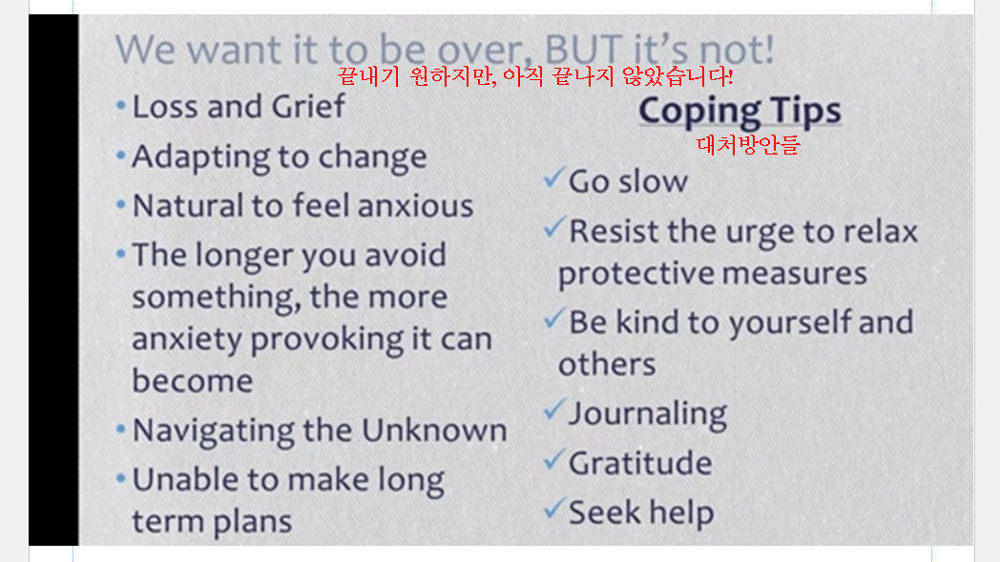 We want it to be over, BUT it's not!
끝내기 원하지만, 아직 끝나지 않았습니다!
• Loss and Grief
• Adapting to change
• Natural to feel anxious
• The longer you avoid
something, the more
anxiety provoking it can
become
• Navigating the Unknown
• Unable to make long
term plans
Coping Tips
대처방안들
✓Go slow
✓Resist the urge to relax
protective measures
✓Be kind to yourself and
others
✓Journaling
✓Gratitude
✓Seek help